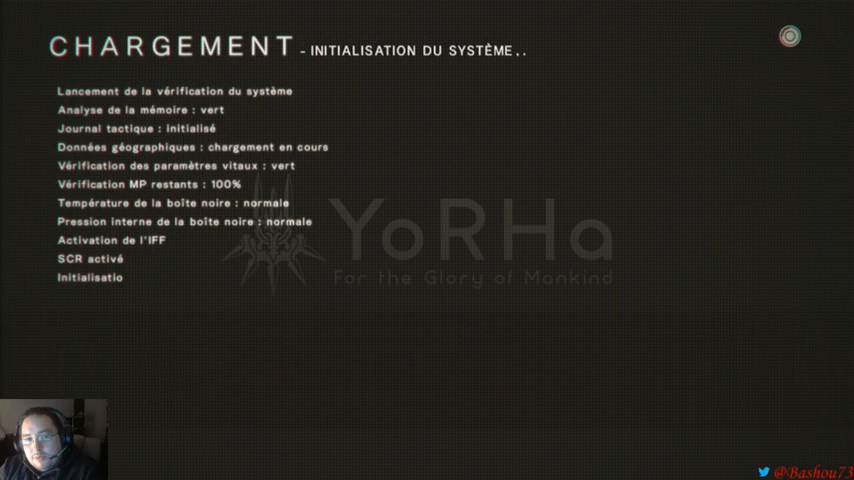 CHARGEMENT - INITIALISATION DU SYSTÈME..
Lancement de la vérification du système
Analyse de la mémoire : vert
Journal tactique : initialisé
Données géographiques : chargement en cours
Vérification des paramètres vitaux : vert
Vérification MP restants : 100%
Température de la boîte noire : normale
Pression interne de la boîte noire : normale
Activation de l'IFF
SCR activé
Initialisatio
YoRHa
For the Glory of Mankind
@Bashou73